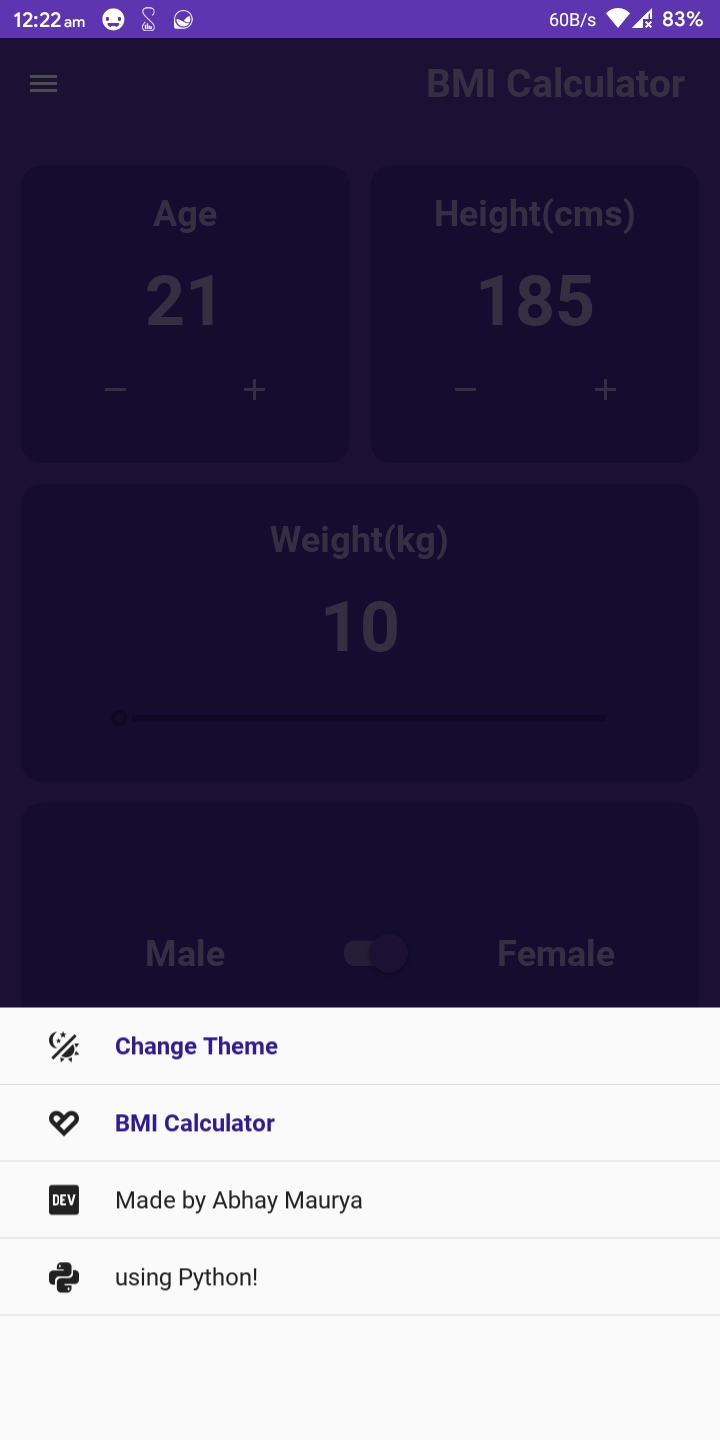 12:22 am 60B/s 83%
BMI Calculator
Age Height(cms)
21 185
− + − +
Weight(kg)
10
Male Female
Change Theme
BMI Calculator
DEV Made by Abhay Maurya
using Python!